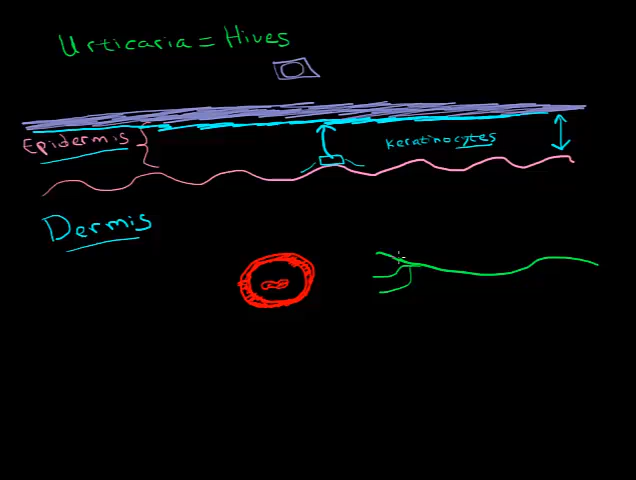 Urticaria = Hives
Epidermis
Keratinocytes
Dermis